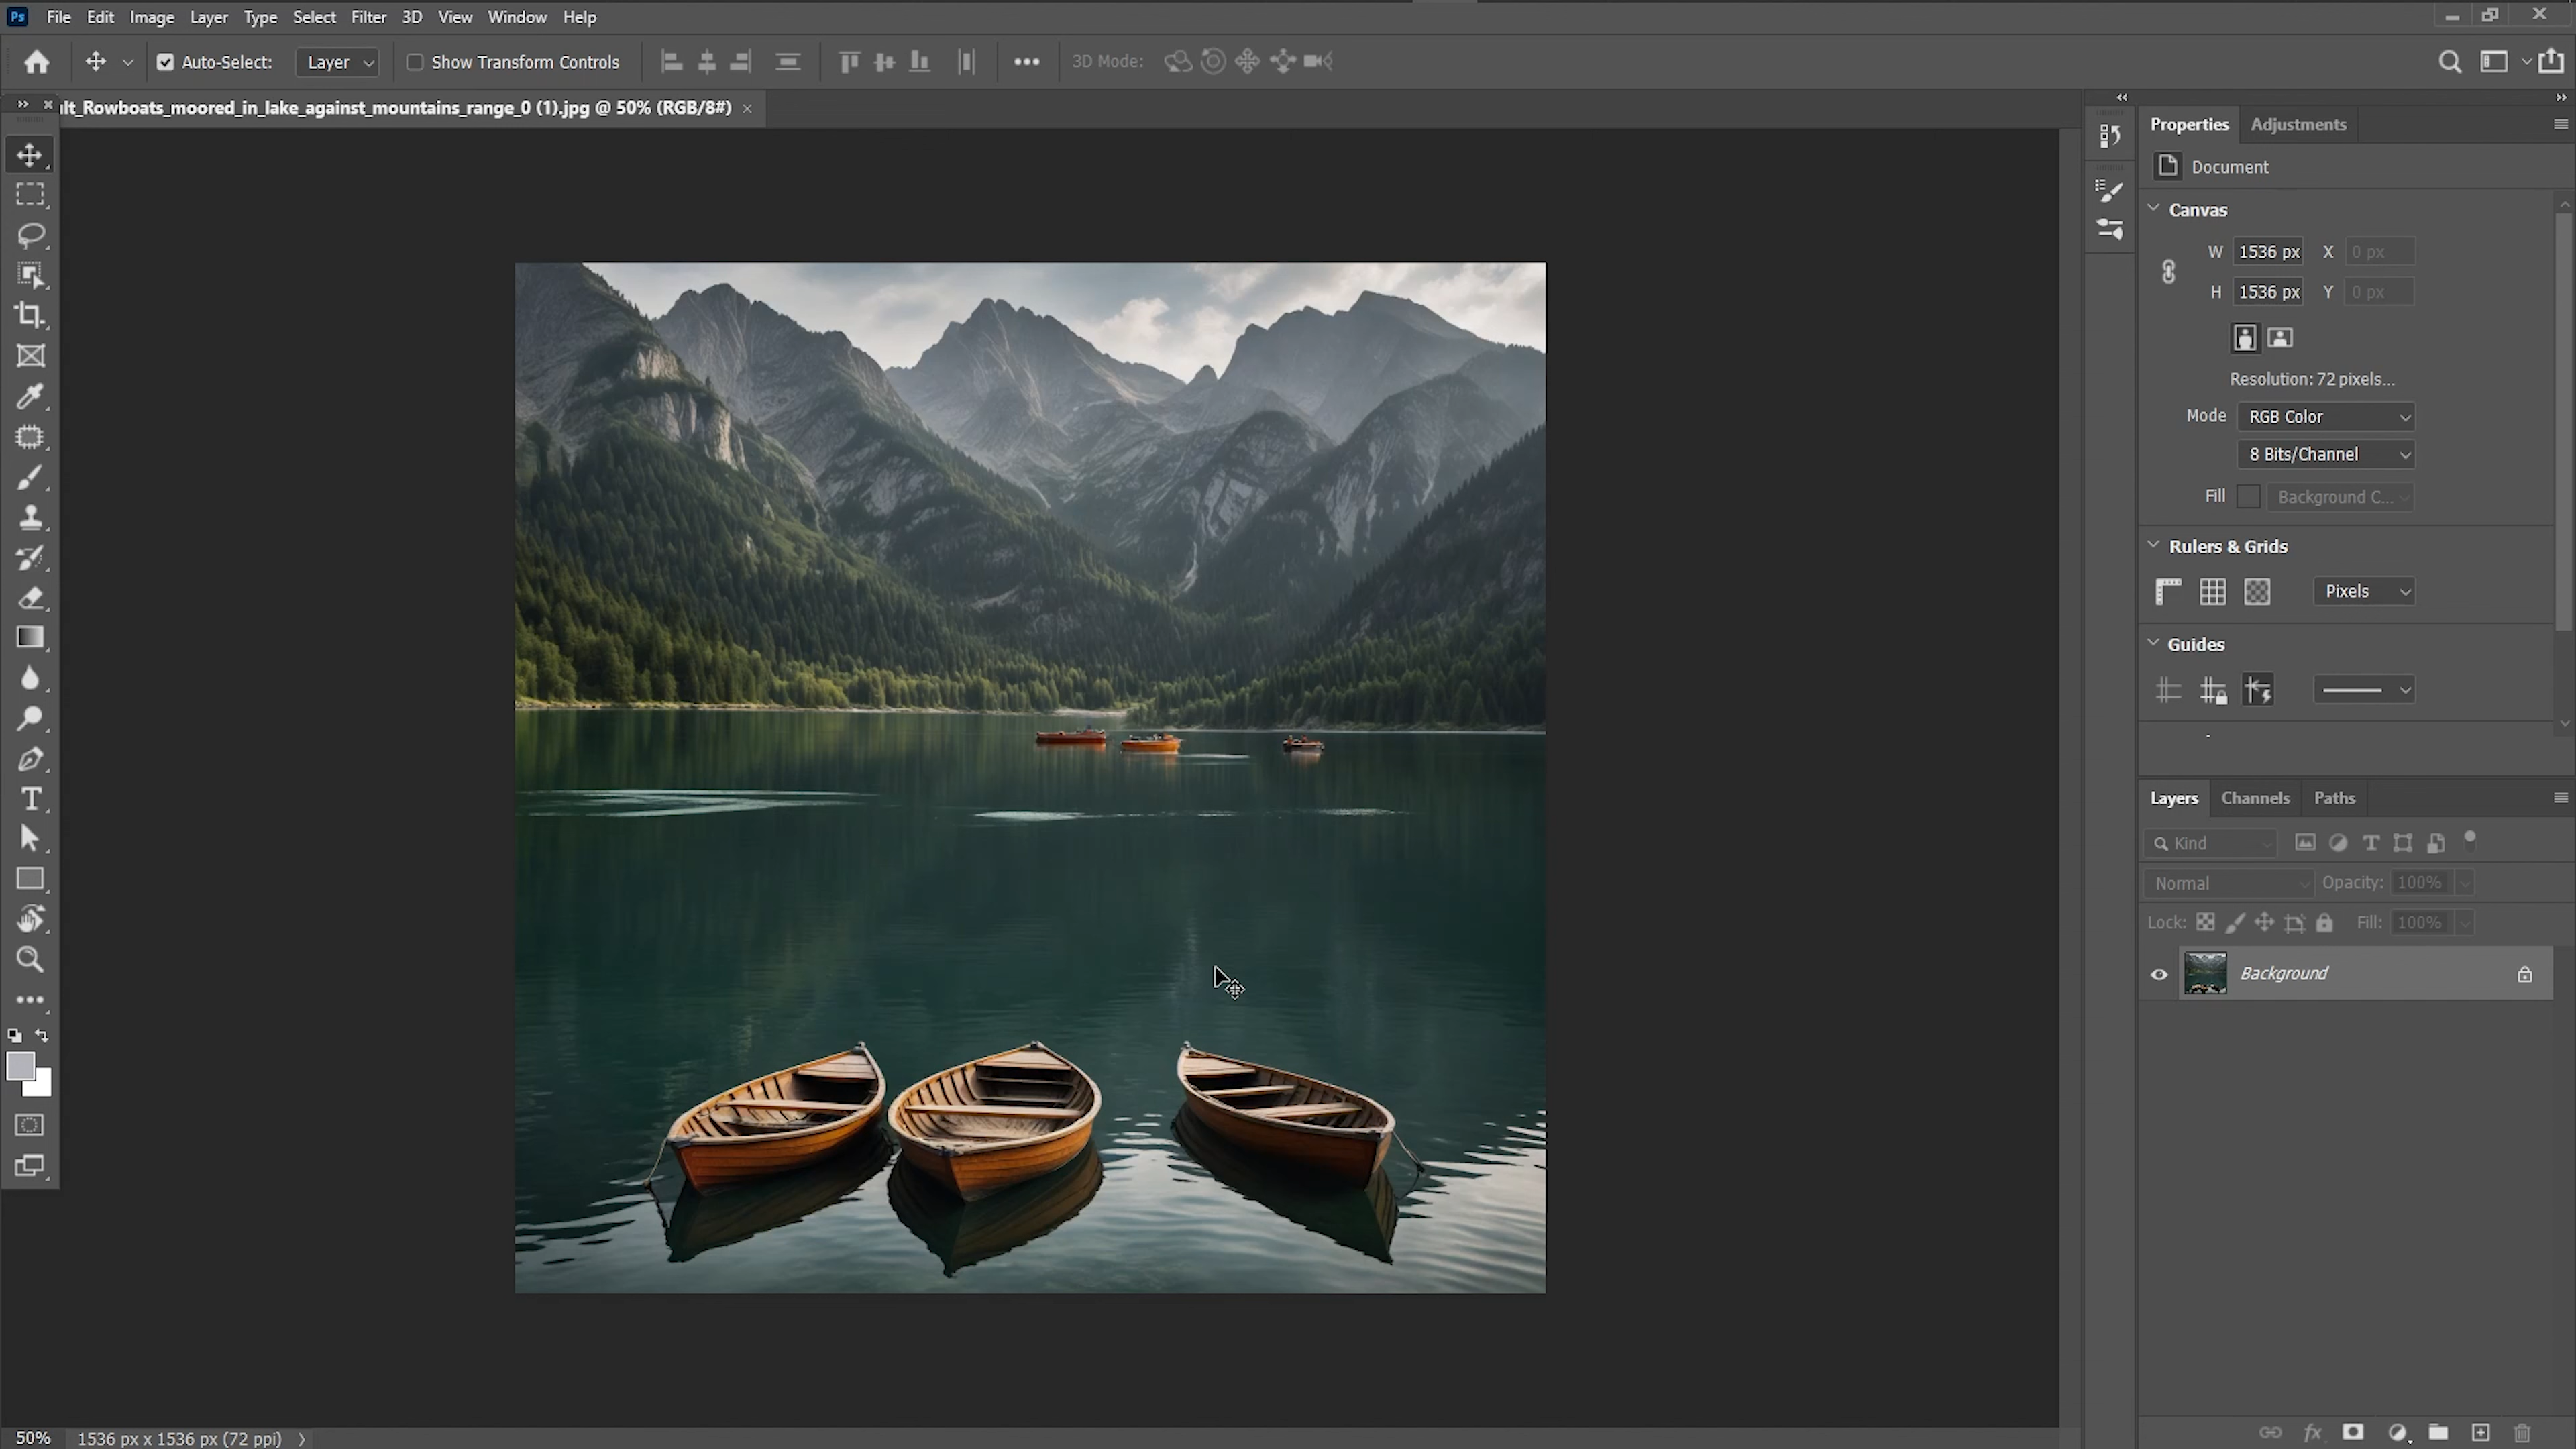 Ps File Edit Image Layer Type Select Filter 3D View Window Help
Auto-Select: Layer Show Transform Controls 3D Mode:
lt_Rowboats_moored_in_lake_against_mountains_range_0 (1).jpg @ 50% (RGB/8#)
Properties Adjustments
Document
Canvas
W 1536 px X 0 px
H 1536 px Y 0 px
Resolution: 72 pixels...
Mode RGB Color
8 Bits/Channel
Fill Background C...
Rulers & Grids
Pixels
Guides
Layers Channels Paths
Kind
Normal Opacity: 100%
Lock: Fill: 100%
Background
50% 1536 px x 1536 px (72 ppi)